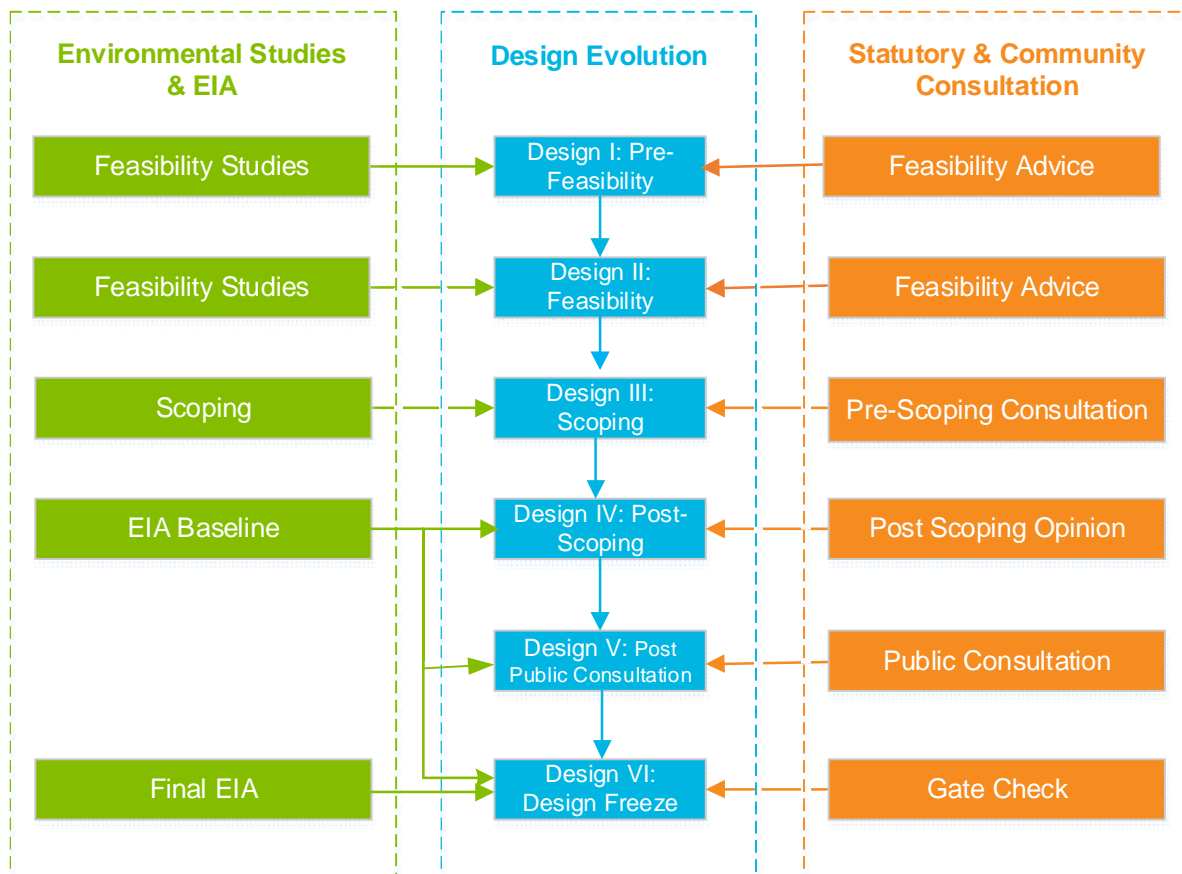 Environmental Studies
& EIA
Design Evolution
Statutory & Community
Consultation
Feasibility Studies
Design I: Pre-
Feasibility
Feasibility Advice
Feasibility Studies
Design II:
Feasibility
Feasibility Advice
Scoping
Design III:
Scoping
Pre-Scoping Consultation
EIA Baseline
Design IV: Post-
Scoping
Post Scoping Opinion
Design V: Post
Public Consultation
Public Consultation
Final EIA
Design VI:
Design Freeze
Gate Check